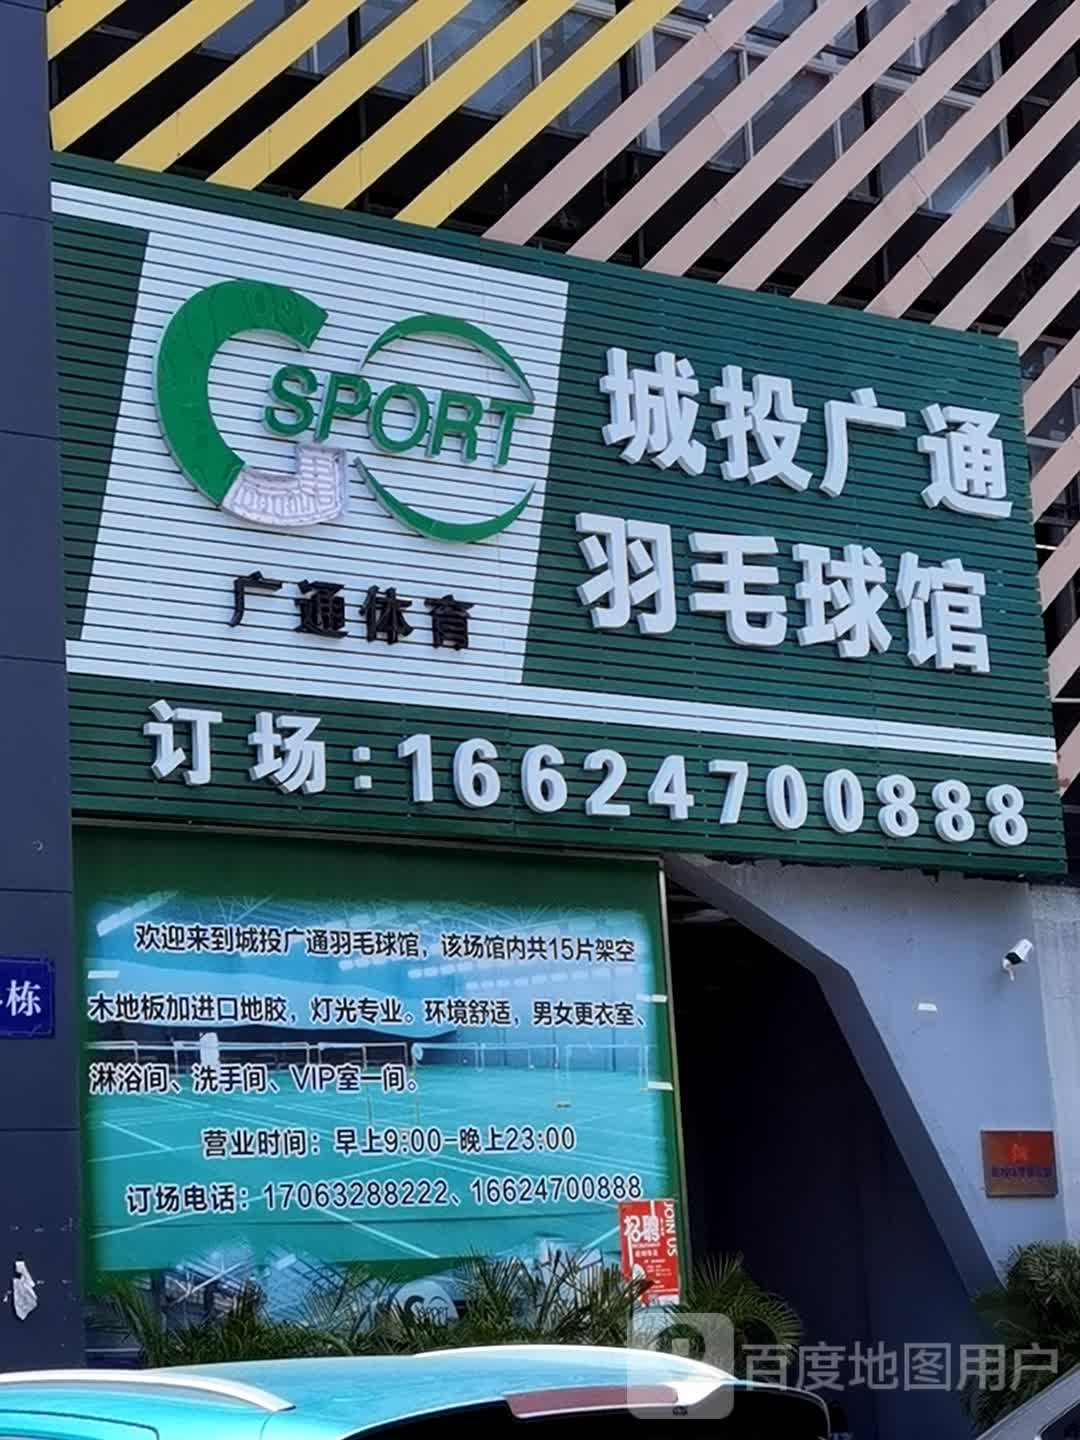 GO
SPORT
广通体育
城投广通
羽毛球馆
订场:16624700888
欢迎来到城投广通羽毛球馆，该场馆内共15片架空
木地板加进口地胶，灯光专业。环境舒适，男女更衣室、
淋浴间、洗手间、VIP室一间。
营业时间：早上9:00-晚上23:00
订场电话：17063288222、16624700888
栋
招聘
JOIN US
SPORT
百度地图用户